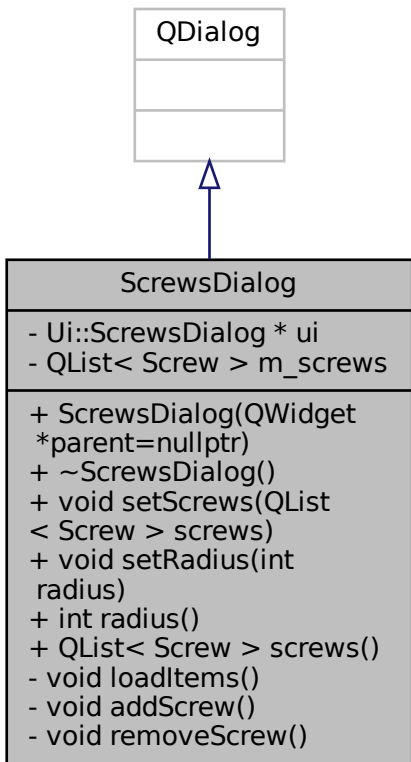 QDialog
ScrewsDialog
- Ui::ScrewsDialog * ui
- QList< Screw > m_screws
+ ScrewsDialog(QWidget
*parent=nullptr)
+ ~ScrewsDialog()
+ void setScrews(QList
< Screw > screws)
+ void setRadius(int
radius)
+ int radius()
+ QList< Screw > screws()
- void loadItems()
- void addScrew()
- void removeScrew()